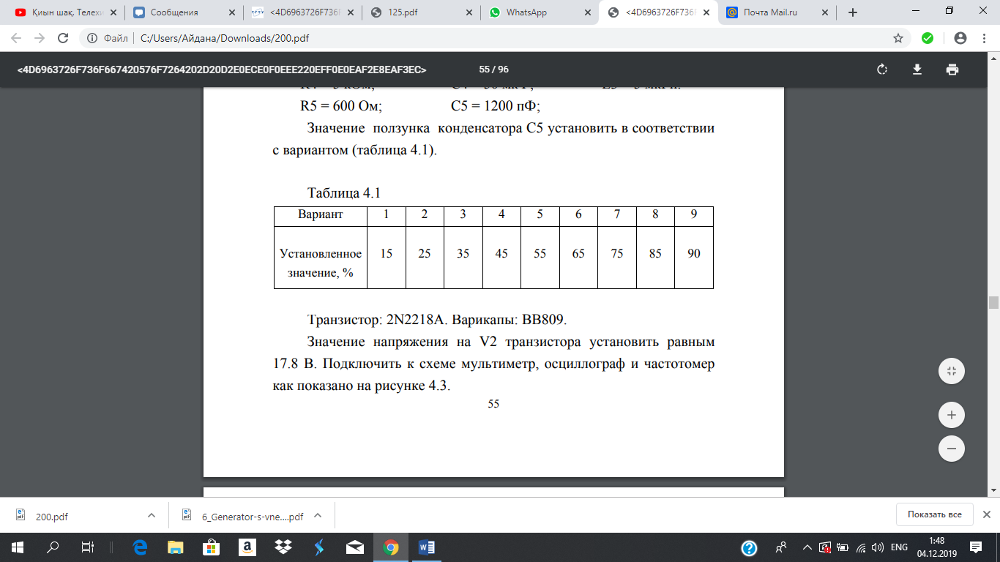 Қиын шақ. Телехи
Сообщения
<4D6963726F736F
125.pdf
WhatsApp
<4D6963726F736F
Почта Mail.ru
Файл C:/Users/Айдана/Downloads/200.pdf
<4D6963726F736F667420576F7264202D20D2E0ECE0F0EEE220EFF0E0EAF2E8EAF3EC>
55 / 96
R5 = 600 Ом; C5 = 1200 пФ;
Значение ползунка конденсатора C5 установить в соответствии
с вариантом (таблица 4.1).
Таблица 4.1
Вариант 1 2 3 4 5 6 7 8 9
Установленное
значение, % 15 25 35 45 55 65 75 85 90
Транзистор: 2N2218A. Варикапы: BB809.
Значение напряжения на V2 транзистора установить равным
17.8 В. Подключить к схеме мультиметр, осциллограф и частотомер
как показано на рисунке 4.3.
55
200.pdf
6_Generator-s-vne....pdf
Показать все
ENG
1:48
04.12.2019